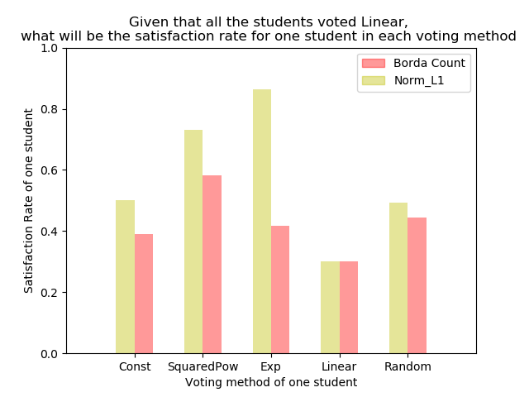 Given that all the students voted Linear,
what will be the satisfaction rate for one student in each voting method
1.0
0.8
0.6
0.4
0.2
0.0
Satisfaction Rate of one student
Borda Count
Norm_L1
Const SquaredPow Exp Linear Random
Voting method of one student